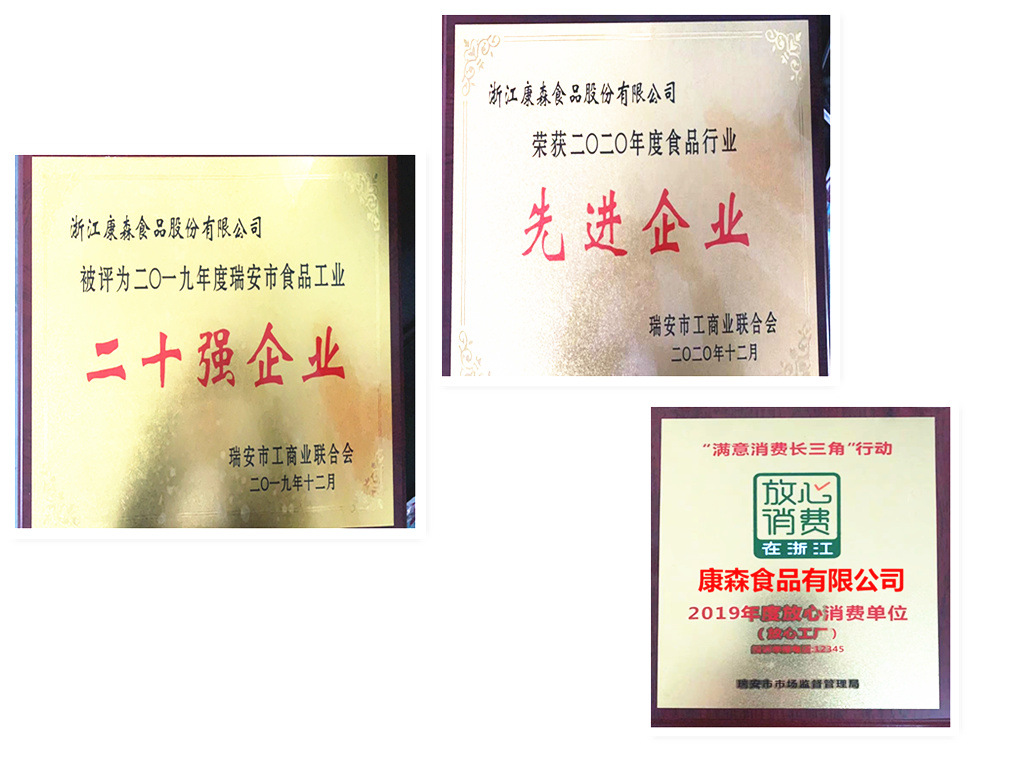 浙江康森食品股份有限公司
被评为二〇一九年度瑞安市食品工业
二十强企业
瑞安市工商业联合会
二〇一九年十二月
浙江康森食品股份有限公司
荣获二〇二〇年度食品行业
先进企业
瑞安市工商业联合会
二〇二〇年十二月
“满意消费长三角”行动
放心
消费
在浙江
康森食品有限公司
2019年度放心消费单位
（放心工厂）
:12345
瑞安市市场监督管理局